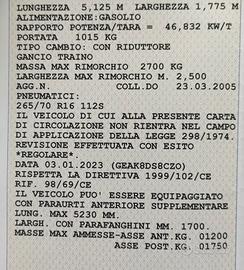 LUNGHEZZA 5,125 M LARGHEZZA 1,775 M
ALIMENTAZIONE:GASOLIO
RAPPORTO POTENZA/TARA = 46,832 KW/T
PORTATA 1015 KG
TIPO CAMBIO: CON RIDUTTORE
GANCIO TRAINO
MASSA MAX RIMORCHIO 2700 KG
LARGHEZZA MAX RIMORCHIO M. 2,500
AGG.N. COLL.DO 23.03.2005
PNEUMATICI:
265/70 R16 112S
IL VEICOLO DI CUI ALLA PRESENTE CARTA
DI CIRCOLAZIONE NON RIENTRA NEL CAMPO
DI APPLICAZIONE DELLA LEGGE 298/1974.
REVISIONE EFFETTUATA CON ESITO
*REGOLARE*.
DATA 03.01.2023 (GEAK8DS8CZO)
RISPETTA LA DIRETTIVA 1999/102/CE
RIF. 98/69/CE
IL VEICOLO PUO' ESSERE EQUIPAGGIATO
CON PARAURTI ANTERIORE SUPPLEMENTARE
LUNG. MAX 5230 MM.
LARGH. CON PARAFANGHINI MM. 1700.
MASSE MAX AMMESSE-ASSE ANT.KG. 01200
ASSE POST.KG. 01750